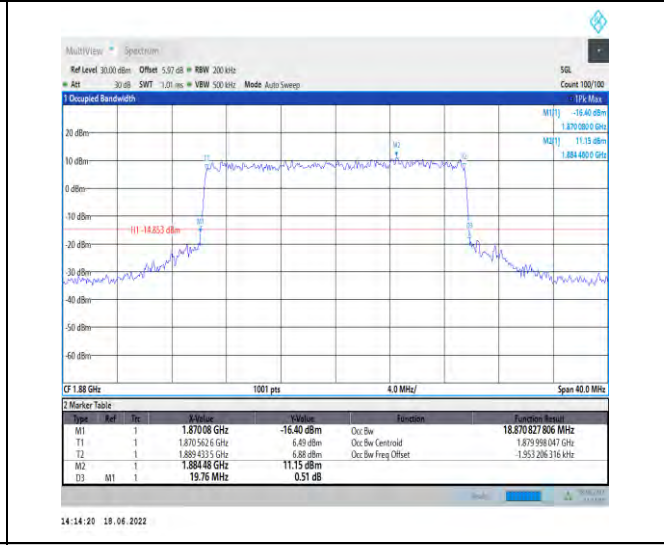 MultiView Spectrum
Ref Level 30.00 dBm Offset 5.97 dB RBW 200 kHz SGL
Att 30 dB SWT 1.01 ms VBW 500 kHz Mode Auto Sweep Count 100/100
1 Occupied Bandwidth 1Pk Max
M1[1] -16.40 dBm
1.870 080 0 GHz
20 dBm
M2[1] 11.15 dBm
1.884 480 0 GHz
M2
T1
T2
10 dBm
0 dBm
-10 dBm
M1
D3
H1 -14.853 dBm
-20 dBm
-30 dBm
-40 dBm
-50 dBm
-60 dBm
CF 1.88 GHz 1001 pts 4.0 MHz/ Span 40.0 MHz
2 Marker Table
Type Ref Trc X-Value Y-Value Function Function Result
M1 1 1.870 08 GHz -16.40 dBm Occ Bw 18.870 827 806 MHz
T1 1 1.870 562 6 GHz 6.49 dBm Occ Bw Centroid 1.879 998 047 GHz
T2 1 1.889 433 5 GHz 6.88 dBm Occ Bw Freq Offset -1.953 206 316 kHz
M2 1 1.884 48 GHz 11.15 dBm
D3 M1 1 19.76 MHz 0.51 dB
14:14:20 18.06.2022